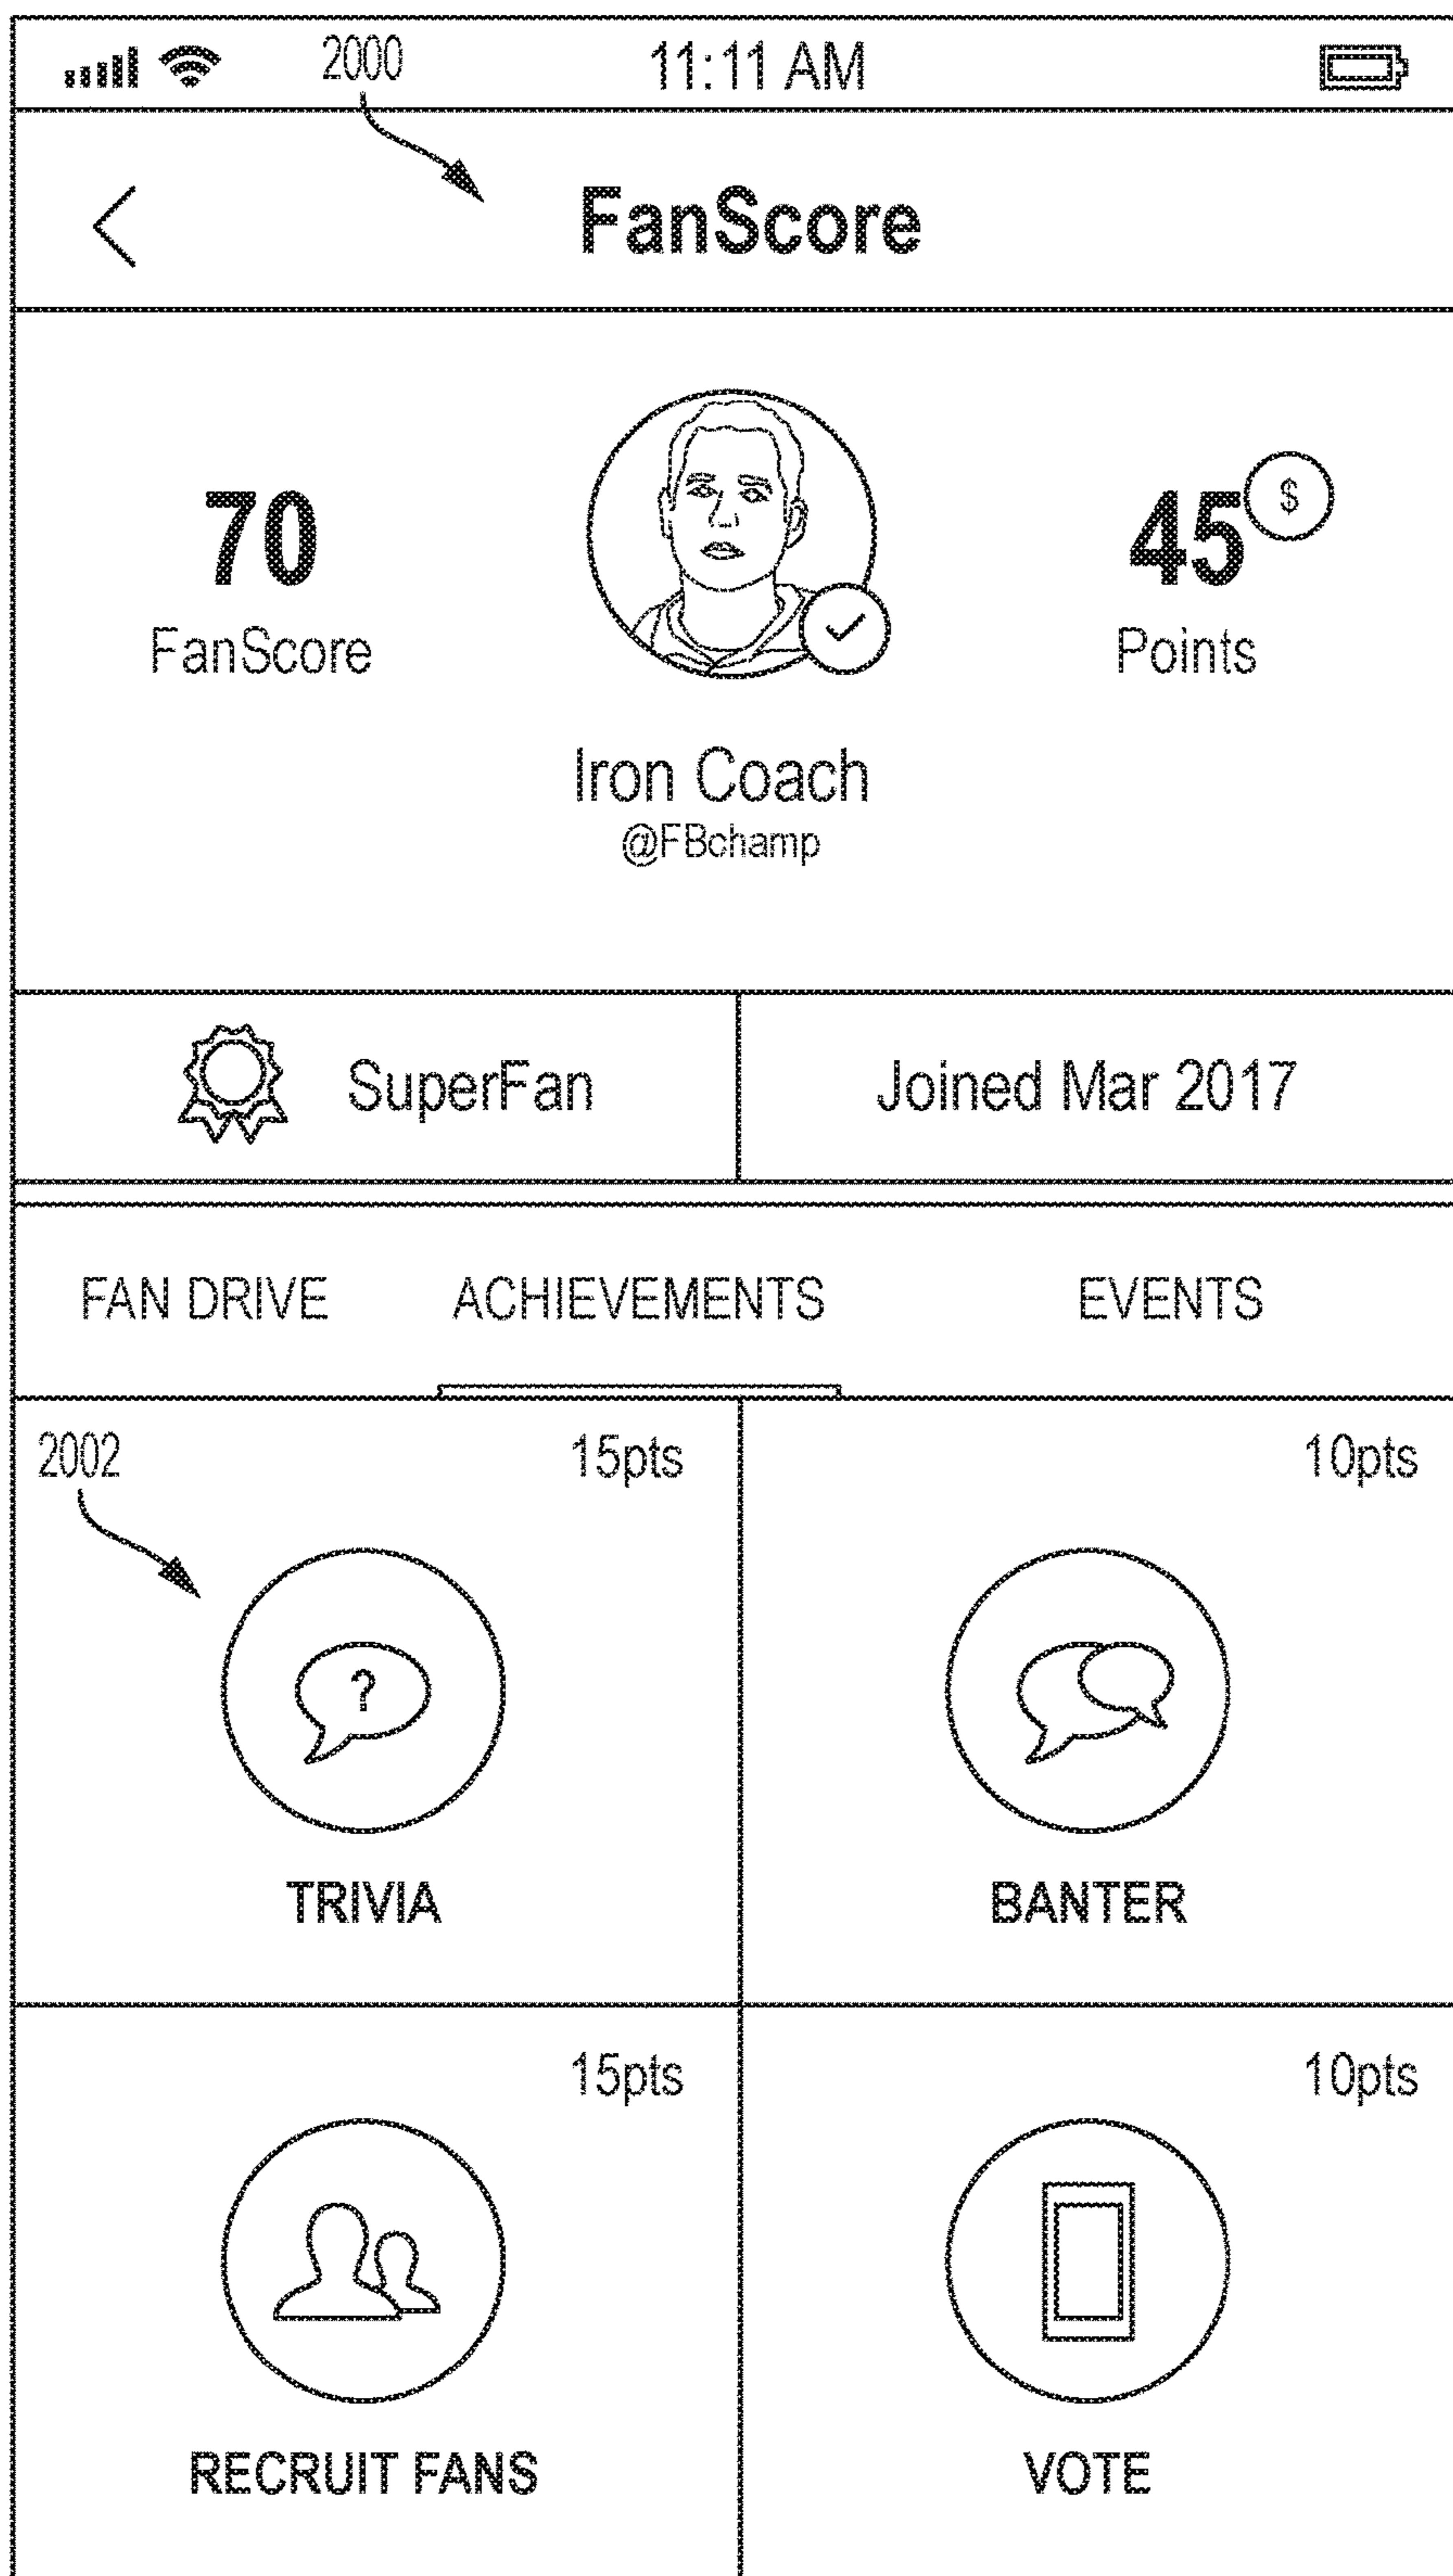 2000 11:11 AM
FanScore
70 45 $
FanScore Points
Iron Coach
@FBchamp
SuperFan Joined Mar 2017
FAN DRIVE ACHIEVEMENTS EVENTS
2002 15pts 10pts
?
TRIVIA BANTER
15pts 10pts
RECRUIT FANS VOTE